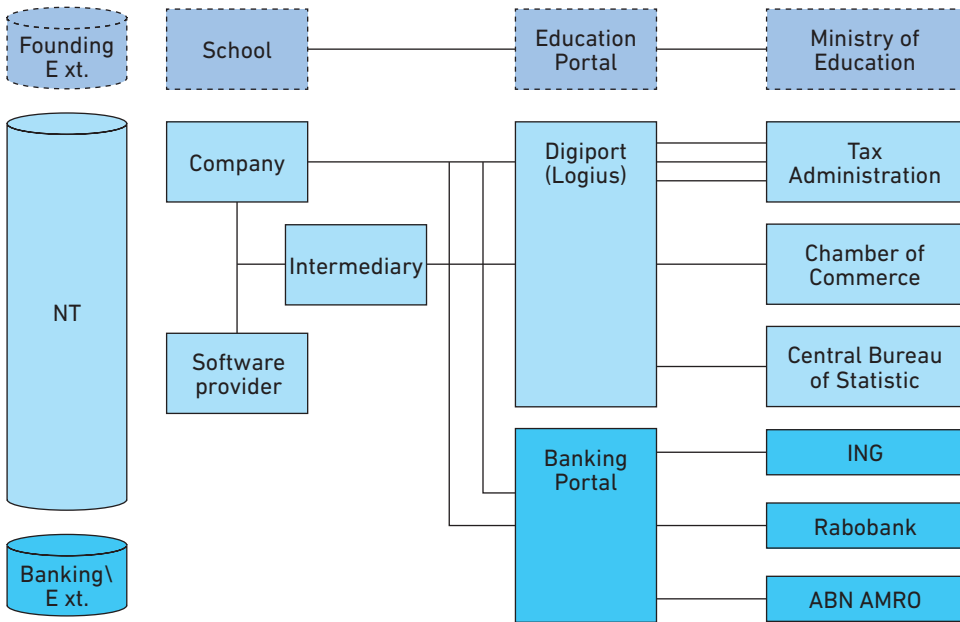 Founding
E xt.
School
Education
Portal
Ministry of
Education
NT
Company
Digiport
(Logius)
Tax
Administration
Intermediary
Chamber of
Commerce
Software
provider
Central Bureau
of Statistic
Banking
Portal
ING
Rabobank
Banking\
E xt.
ABN AMRO